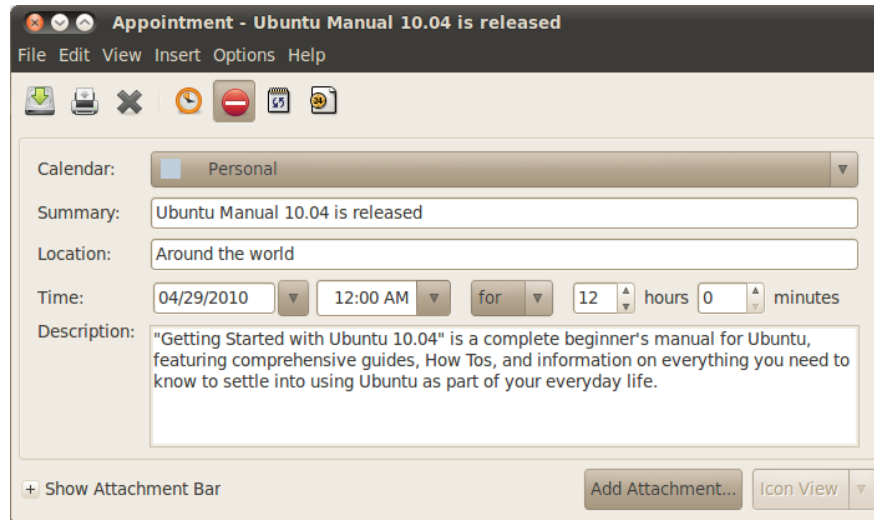 Appointment - Ubuntu Manual 10.04 is released
File Edit View Insert Options Help
24
Calendar: Personal
Summary: Ubuntu Manual 10.04 is released
Location: Around the world
Time: 04/29/2010 12:00 AM for 12 hours 0 minutes
Description: "Getting Started with Ubuntu 10.04" is a complete beginner's manual for Ubuntu,
featuring comprehensive guides, How Tos, and information on everything you need to
know to settle into using Ubuntu as part of your everyday life.
+ Show Attachment Bar Add Attachment... Icon View